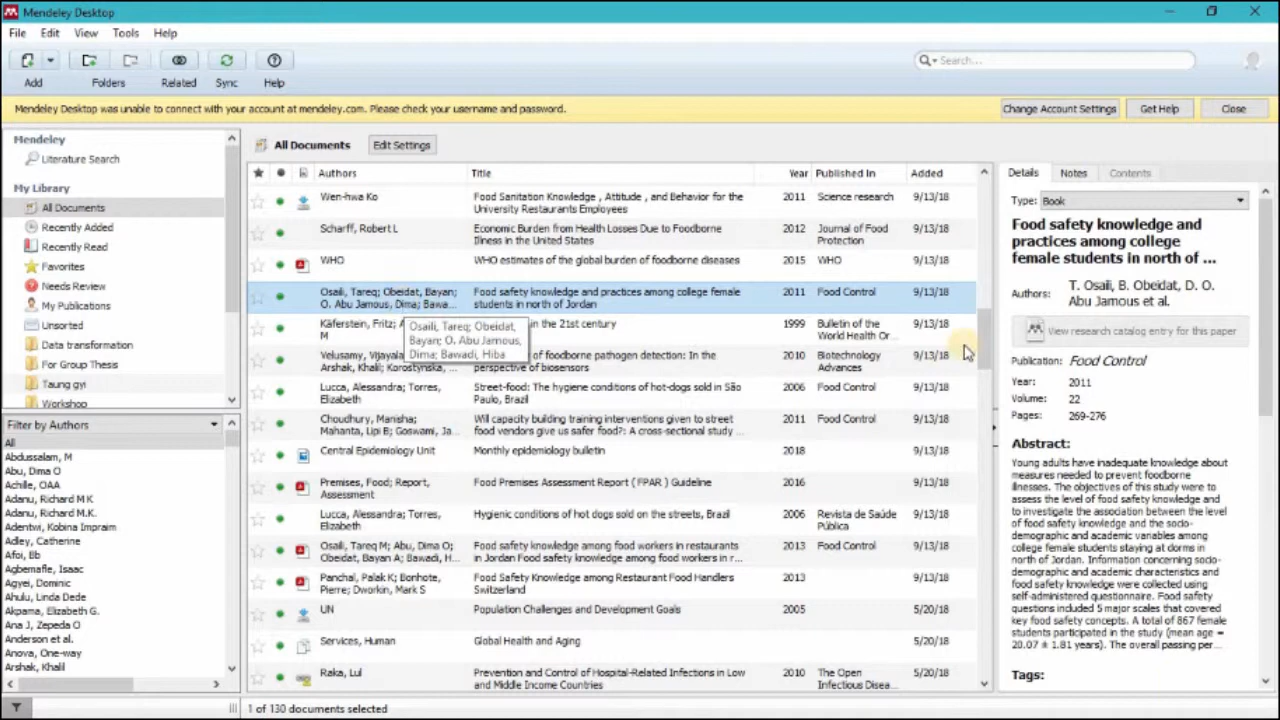 Mendeley Desktop
File Edit View Tools Help
Add Folders Related Sync Help
Search...
Mendeley Desktop was unable to connect with your account at mendeley.com. Please check your username and password.
Change Account Settings Get Help Close
Mendeley
Literature Search
My Library
All Documents
Recently Added
Recently Read
Favorites
Needs Review
My Publications
Unsorted
Data transformation
For Group Thesis
Taung gyi
Workshop
Filter by Authors
All
Abdussalam, M
Abu, Dima O
Achille, OAA
Adanu, Richard M K
Adanu, Richard M.K.
Adentwi, Kobina Impraim
Adley, Catherine
Afoi, Bb
Agbemafle, Isaac
Agyei, Dominic
Ahulu, Linda Dede
Akpama, Elizabeth G.
Ana J, Zepeda O
Anderson et al.
Anova, One-way
Arshak, Khalil
All Documents Edit Settings
Authors Title Year Published In Added
Wen-hwa Ko Food Sanitation Knowledge , Attitude , and Behavior for the 2011 Science research 9/13/18
University Restaurants Employees
Scharff, Robert L Economic Burden from Health Losses Due to Foodborne 2012 Journal of Food 9/13/18
Illness in the United States Protection
WHO WHO estimates of the global burden of foodborne diseases 2015 WHO 9/13/18
Osaili, Tareq; Obeidat, Bayan; Food safety knowledge and practices among college female 2011 Food Control 9/13/18
O. Abu Jamous, Dima; Bawa... students in north of Jordan
Käferstein, Fritz; A in the 21st century 1999 Bulletin of the 9/13/18
M World Health Or...
Osaili, Tareq; Obeidat,
Bayan; O. Abu Jamous,
Dima; Bawadi, Hiba
Velusamy, Vijayala of foodborne pathogen detection: In the 2010 Biotechnology 9/13/18
Arshak, Khalil; Korostynska, ... perspective of biosensors Advances
Lucca, Alessandra; Torres, Street-food: The hygiene conditions of hot-dogs sold in São 2006 Food Control 9/13/18
Elizabeth Paulo, Brazil
Choudhury, Manisha; Will capacity building training interventions given to street 2011 Food Control 9/13/18
Mahanta, Lipi B; Goswami, Ja... food vendors give us safer food?: A cross-sectional study ...
Central Epidemiology Unit Monthly epidemiology bulletin 2018 9/13/18
Premises, Food; Report, Food Premises Assessment Report ( FPAR ) Guideline 2016 9/13/18
Assessment
Lucca, Alessandra; Torres, Hygienic conditions of hot dogs sold on the streets, Brazil 2006 Revista de Saúde 9/13/18
Elizabeth Pública
Osaili, Tareq M; Abu, Dima O; Food safety knowledge among food workers in restaurants 2013 Food Control 9/13/18
Obeidat, Bayan A; Bawadi, H... in Jordan Food safety knowledge among food workers in r...
Panchal, Palak K; Bonhote, Food Safety Knowledge among Restaurant Food Handlers 2013 9/13/18
Pierre; Dworkin, Mark S Switzerland
UN Population Challenges and Development Goals 2005 5/20/18
Services, Human Global Health and Aging 5/20/18
Raka, Lul Prevention and Control of Hospital-Related Infections in Low 2010 The Open 5/20/18
and Middle Income Countries Infectious Disea...
1 of 130 documents selected
Details Notes Contents
Type: Book
Food safety knowledge and
practices among college
female students in north of ...
Authors: T. Osaili, B. Obeidat, D. O.
Abu Jamous et al.
View research catalog entry for this paper
Publication: Food Control
Year: 2011
Volume: 22
Pages: 269-276
Abstract:
Young adults have inadequate knowledge about
measures needed to prevent foodborne
illnesses. The objectives of this study were to
assess the level of food safety knowledge and
to investigate the association between the level
of food safety knowledge and the socio-
demographic and academic variables among
college female students staying at dorms in
north of Jordan. Information concerning socio-
demographic and academic characteristics and
food safety knowledge were collected using
self-administered questionnaire. Food safety
questions included 5 major scales that covered
key food safety concepts. A total of 867 female
students participated in the study (mean age =
20.07 ± 1.81 years). The overall passing per...
Tags: